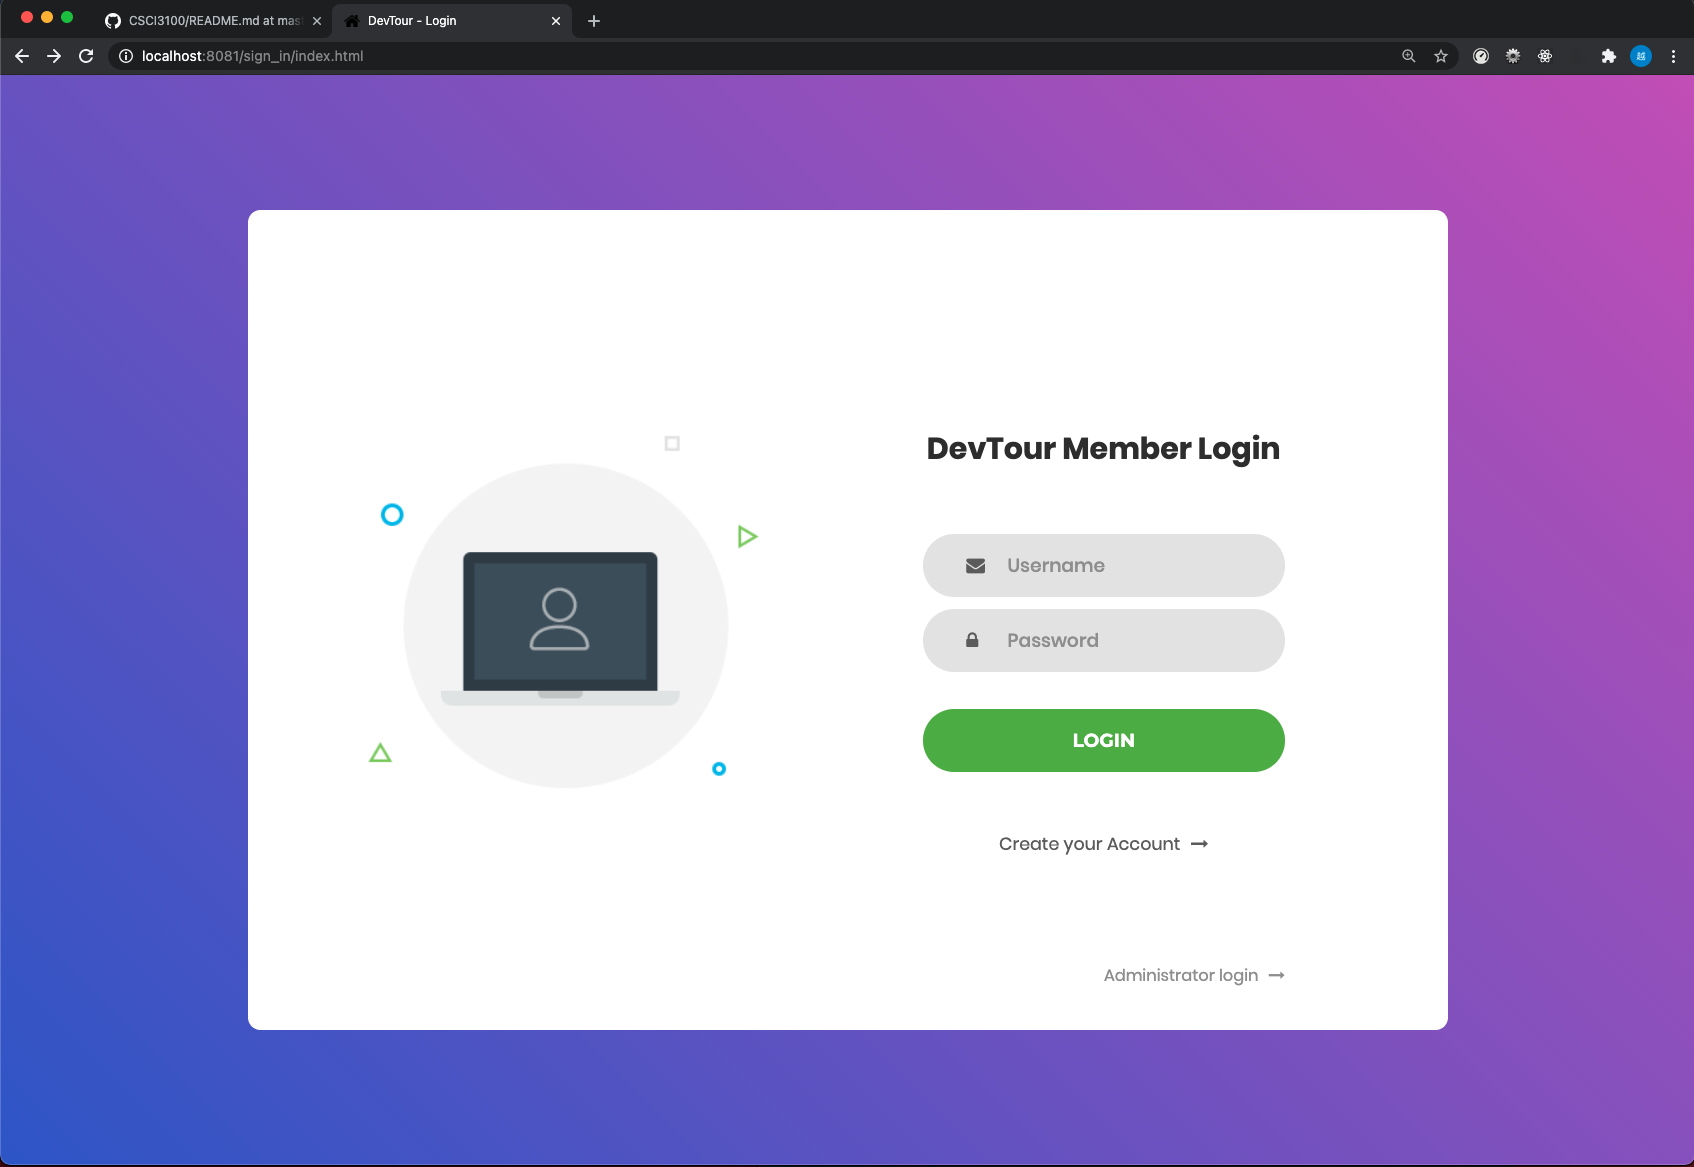 CSCI3100/README.md at mas
DevTour - Login
localhost:8081/sign_in/index.html
DevTour Member Login
Username
Password
LOGIN
Create your Account
Administrator login